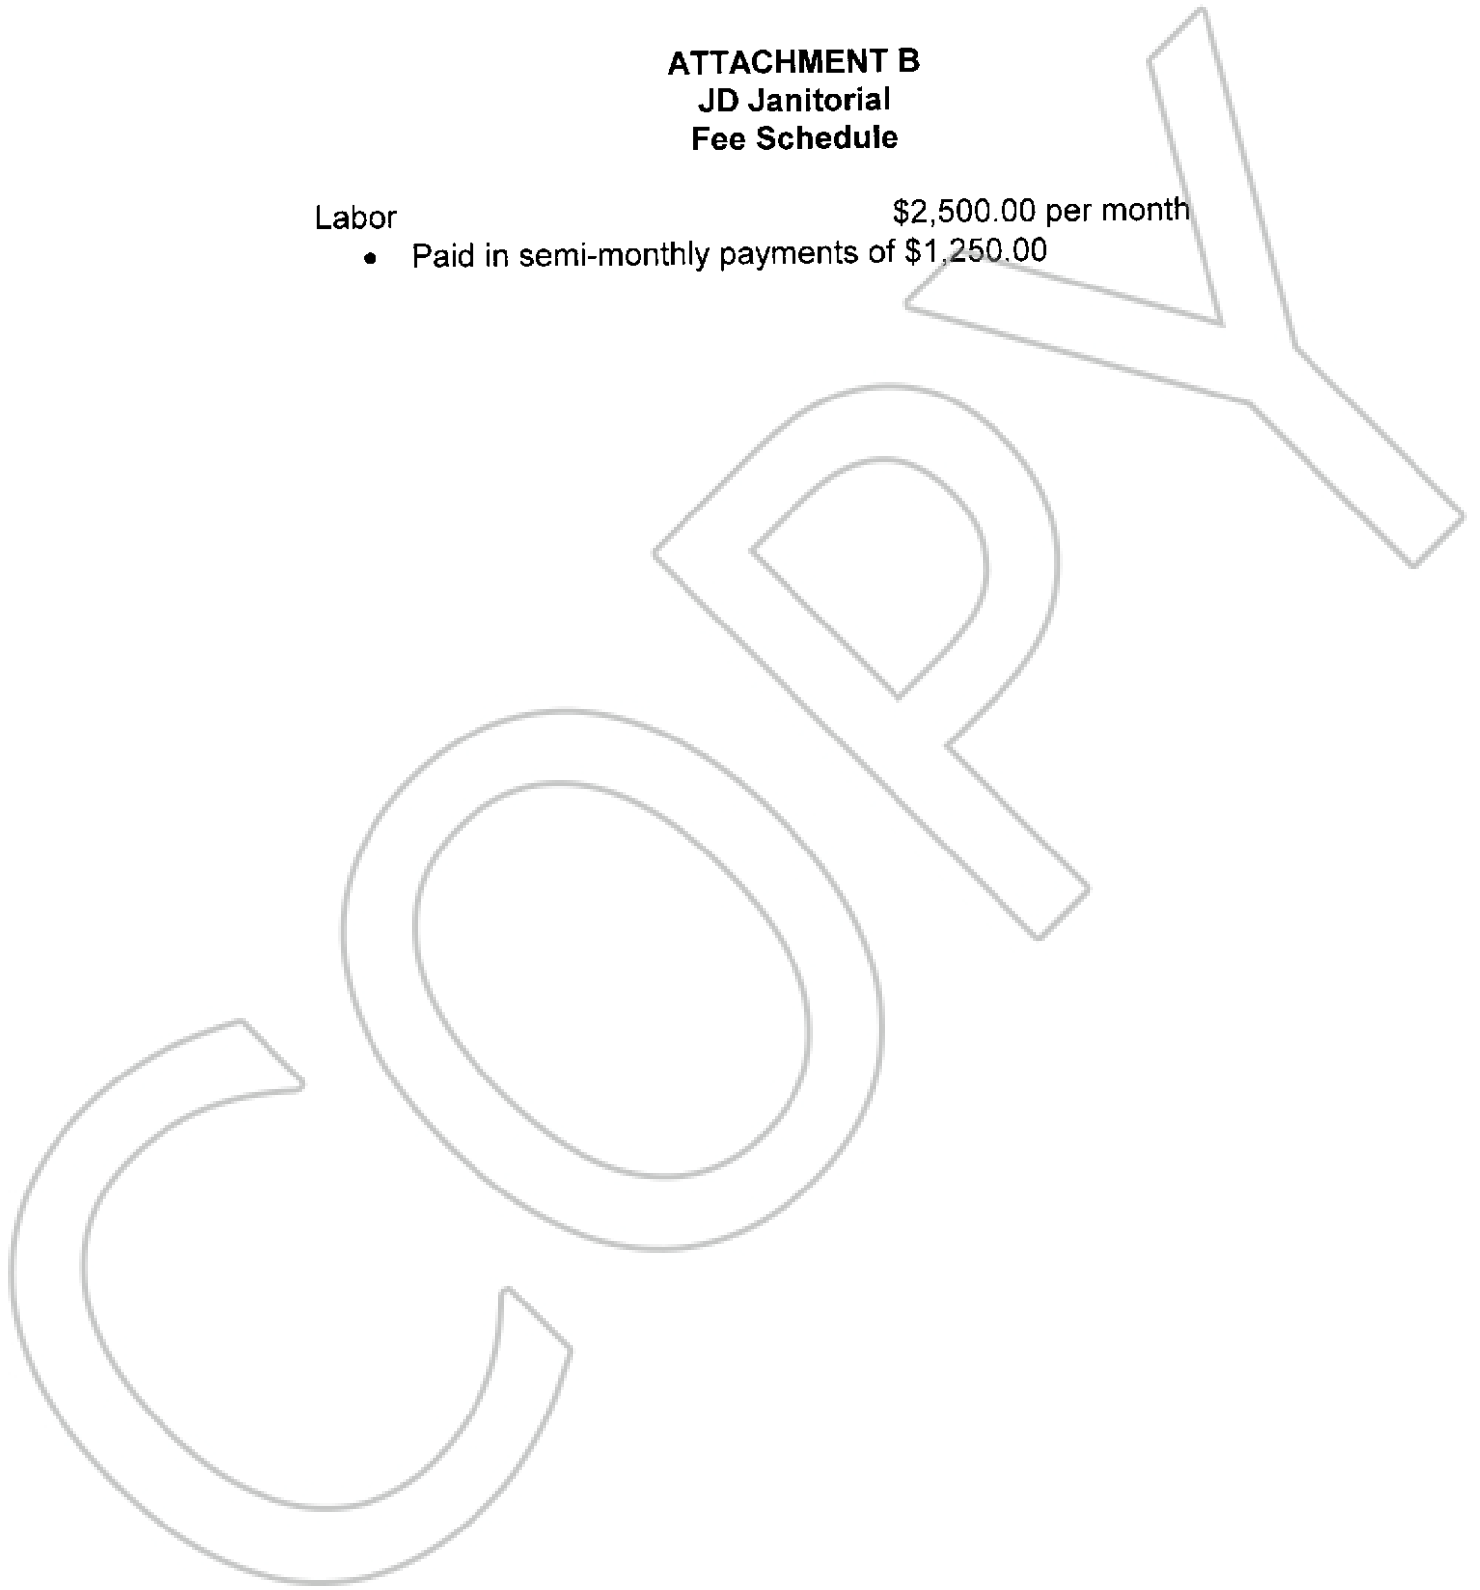 ATTACHMENT B
JD Janitorial
Fee Schedule
Labor $2,500.00 per month
• Paid in semi-monthly payments of $1,250.00
COPY